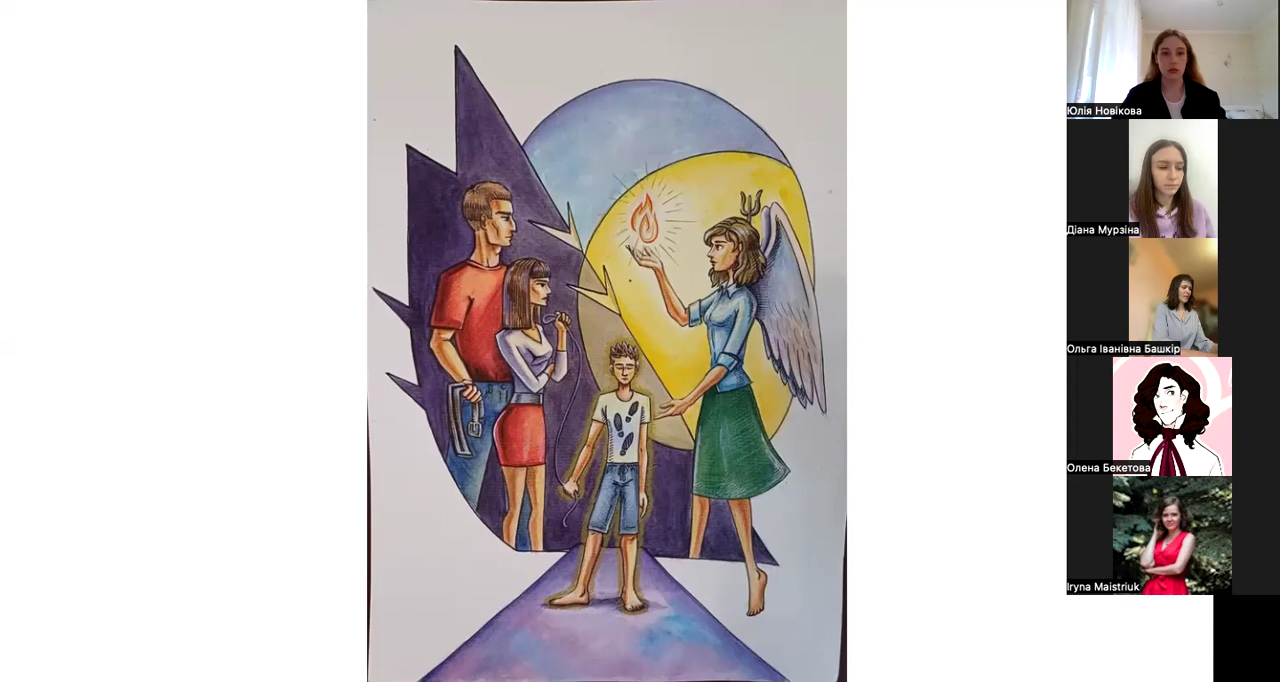 Юлія Новікова
Діана Мурзіна
Ольга Іванівна Башкір
Олена Бекетова
Iryna Maistriuk